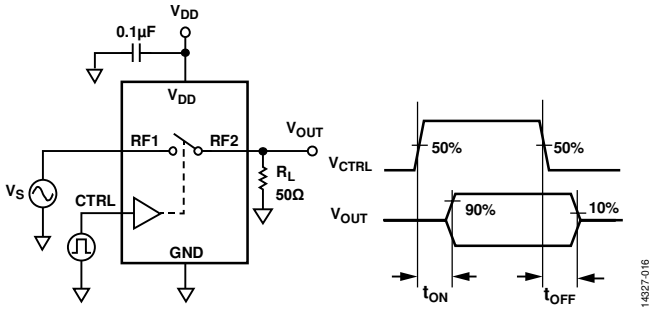 VDD
0.1µF
VDD
RF1
RF2
VOUT
VS
CTRL
RL
50Ω
GND
VCTRL
50%
50%
VOUT
90%
10%
tON
tOFF
14327-016